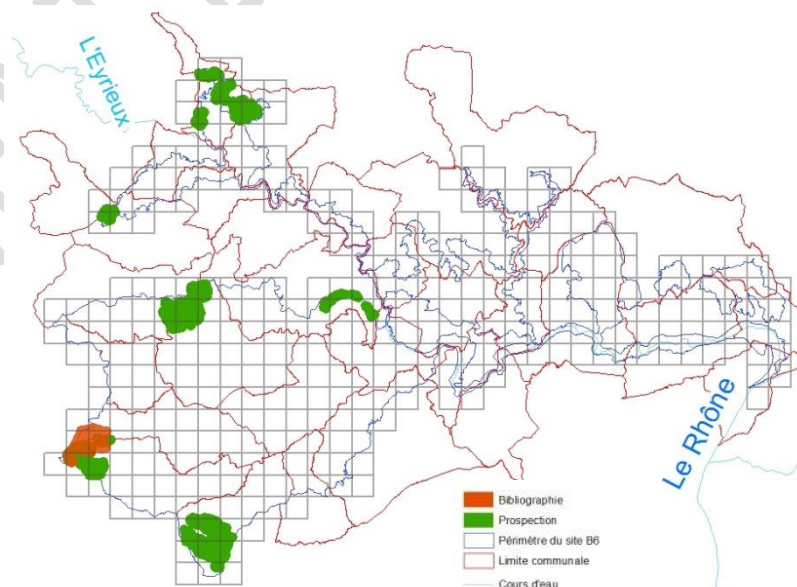 L'Eyrieux
Le Rhône
Bibliographie
Prospection
Périmètre du site B6
Limite communale
Cours d'eau